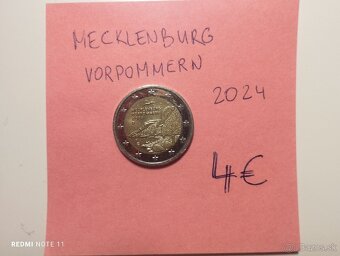 MECKLENBURG
VORPOMMERN
2024
4€
REDMI NOTE 11